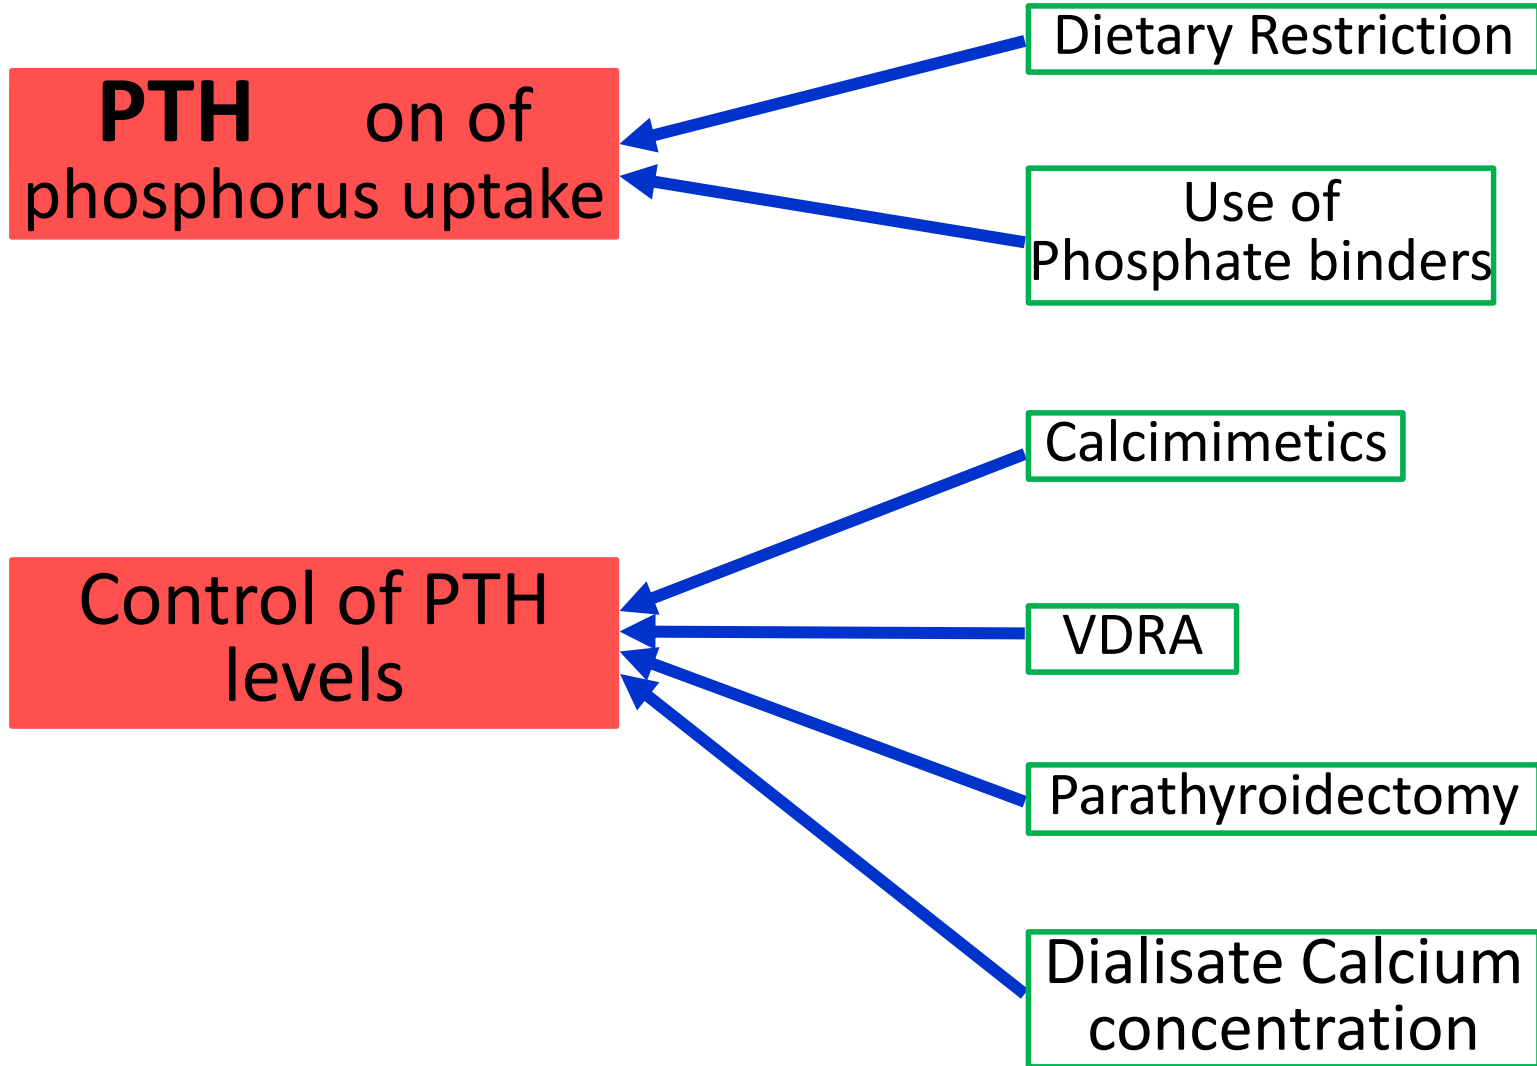 Dietary Restriction
PTH on of
phosphorus uptake
Use of
Phosphate binders
Calcimimetics
Control of PTH
levels
VDRA
Parathyroidectomy
Dialisate Calcium
concentration